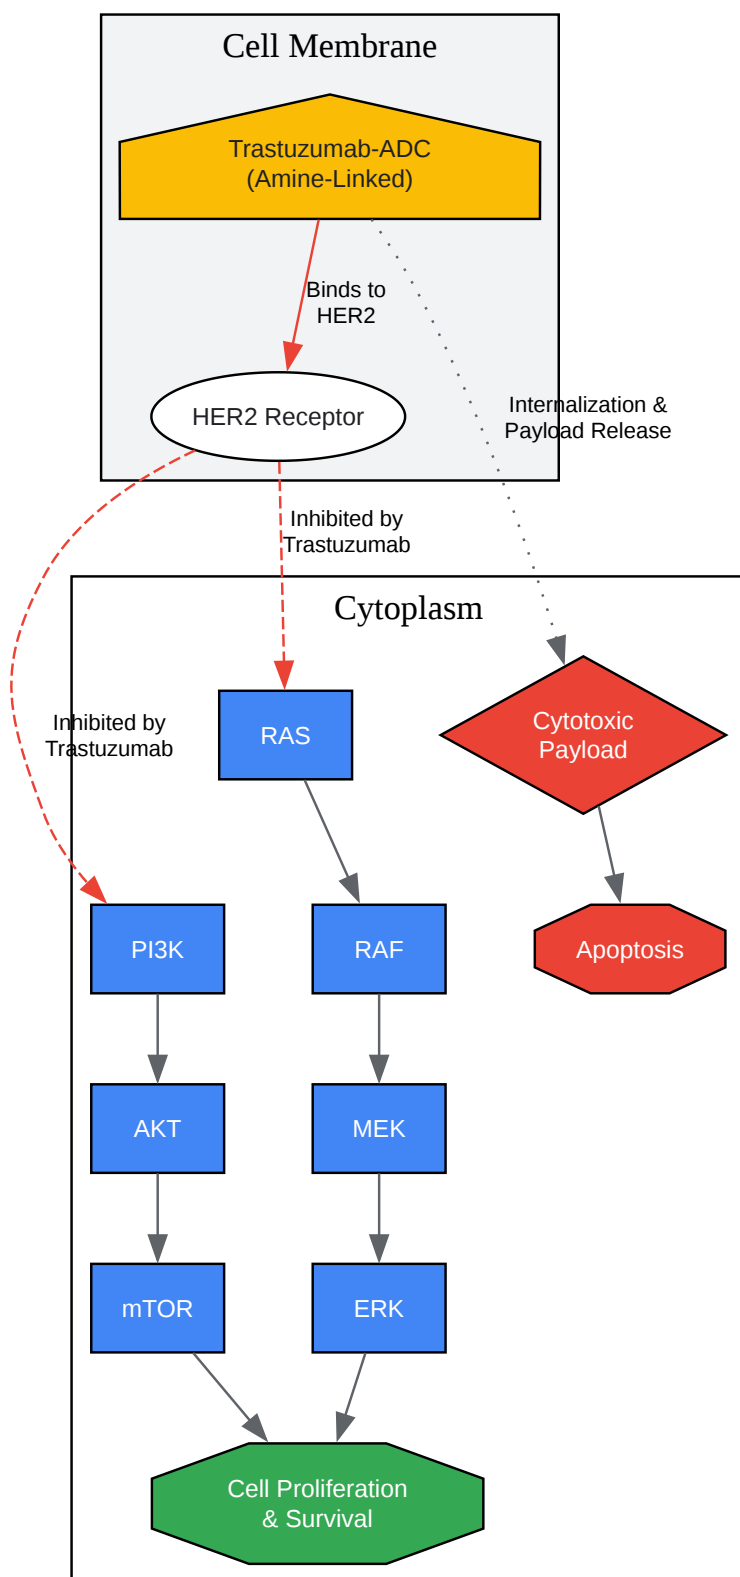 Cell Membrane
Trastuzumab-ADC
(Amine-Linked)
Binds to
HER2
Internalization &
Payload Release
HER2 Receptor
Inhibited by
Trastuzumab
Cytoplasm
Inhibited by
Trastuzumab
RAS
Cytotoxic
Payload
PI3K
RAF
Apoptosis
AKT
MEK
mTOR
ERK
Cell Proliferation
& Survival